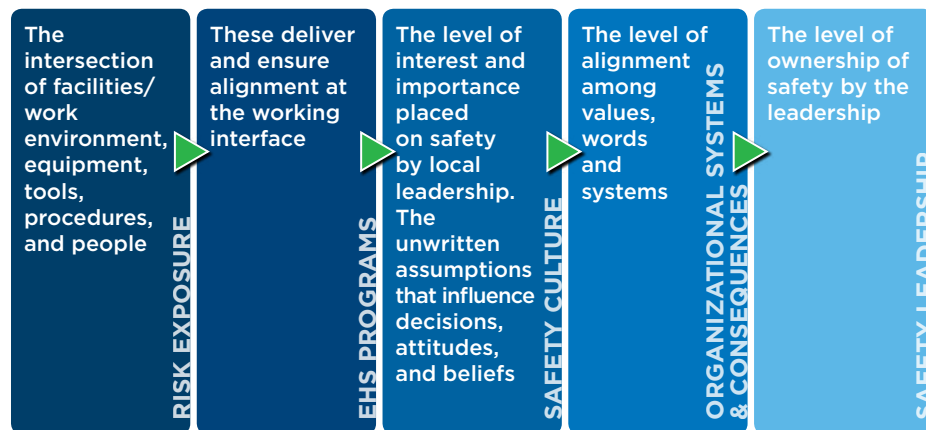 The
intersection
of facilities/
work
environment,
equipment,
tools,
procedures,
and people
RISK EXPOSURE
These deliver
and ensure
alignment at
the working
interface
EHS PROGRAMS
The level of
interest and
importance
placed
on safety
by local
leadership.
The
unwritten
assumptions
that influence
decisions,
attitudes,
and beliefs
SAFETY CULTURE
The level of
alignment
among
values,
words
and
systems
ORGANIZATIONAL SYSTEMS
& CONSEQUENCES
The level of
ownership of
safety by the
leadership
SAFETY LEADERSHIP